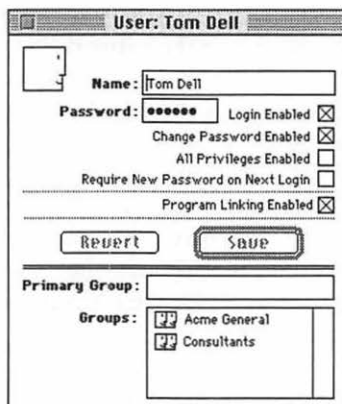 User: Tom Dell
Name: Tom Dell
Password: ●●●●●● Login Enabled
Change Password Enabled
All Privileges Enabled
Require New Password on Next Login
Program Linking Enabled
Revert Save
Primary Group:
Groups: Acme General
Consultants